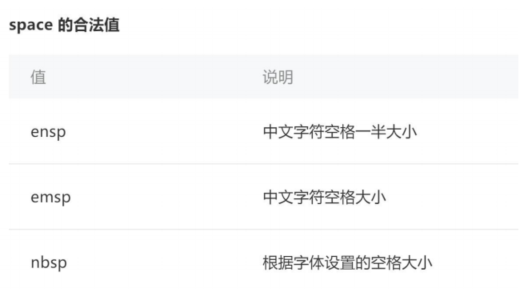 space 的合法值
值 说明
ensp 中文字符空格一半大小
emsp 中文字符空格大小
nbsp 根据字体设置的空格大小